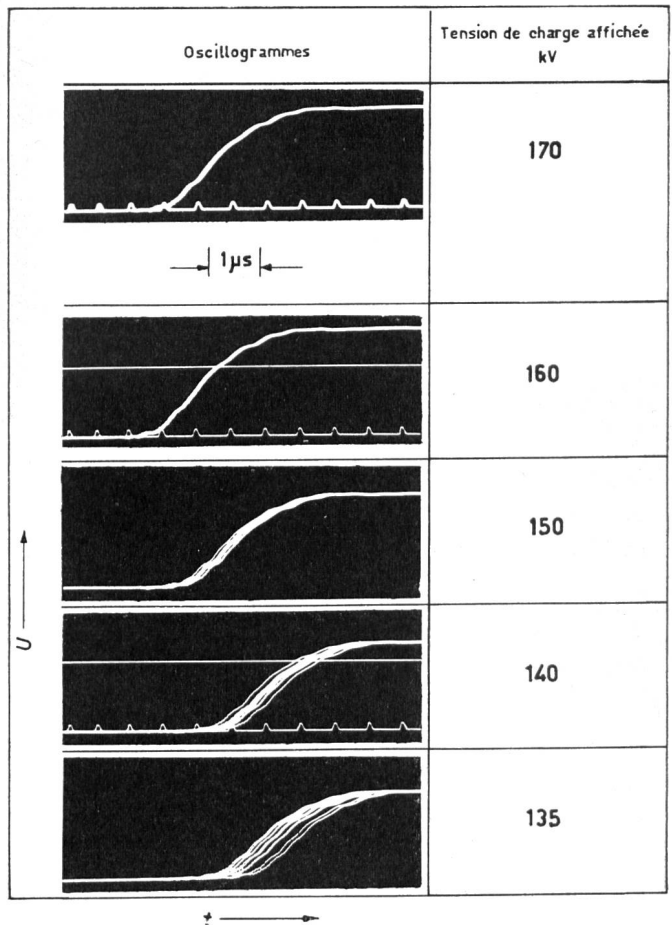 Oscillogrammes
Tension de charge affichée
kV
170
1µs
160
150
140
135
U
t